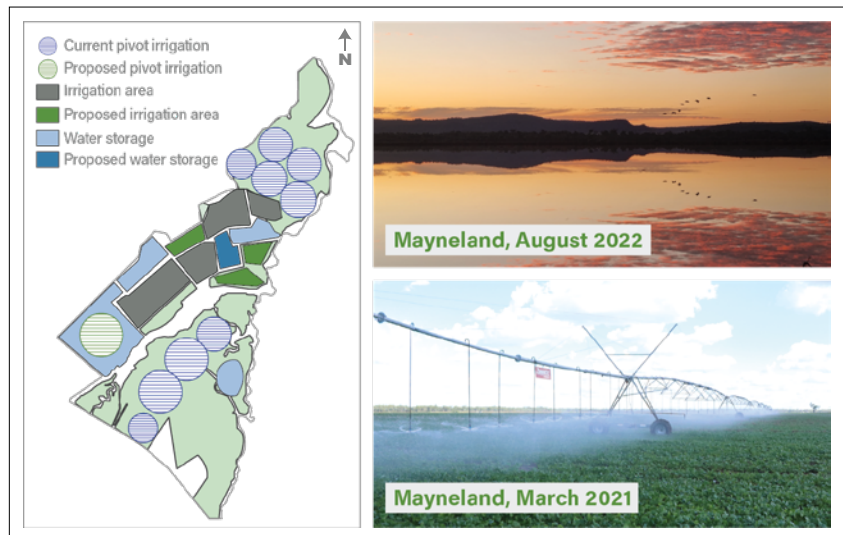 Current pivot irrigation
Proposed pivot irrigation
Irrigation area
Proposed irrigation area
Water storage
Proposed water storage
N
Mayneland, August 2022
Mayneland, March 2021